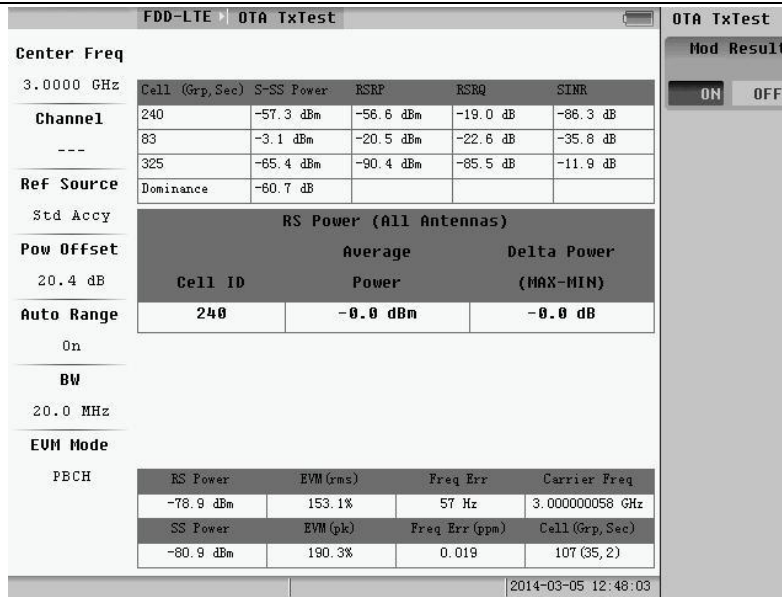 FDD-LTE OTA TxTest
OTA TxTest
Mod Result
ON OFF
Center Freq
3.0000 GHz
Channel
---
Ref Source
Std Accy
Pow Offset
20.4 dB
Auto Range
On
BW
20.0 MHz
EVM Mode
PBCH
Cell (Grp,Sec) S-SS Power RSRP RSRQ SINR
240 -57.3 dBm -56.6 dBm -19.0 dB -86.3 dB
83 -3.1 dBm -20.5 dBm -22.6 dB -35.8 dB
325 -65.4 dBm -90.4 dBm -85.5 dB -11.9 dB
Dominance -60.7 dB
RS Power (All Antennas)
Average Delta Power
Cell ID Power (MAX-MIN)
240 -0.0 dBm -0.0 dB
RS Power EVM(rms) Freq Err Carrier Freq
-78.9 dBm 153.1% 57 Hz 3.000000058 GHz
SS Power EVM(pk) Freq Err(ppm) Cell(Grp,Sec)
-80.9 dBm 190.3% 0.019 107(35,2)
2014-03-05 12:48:03